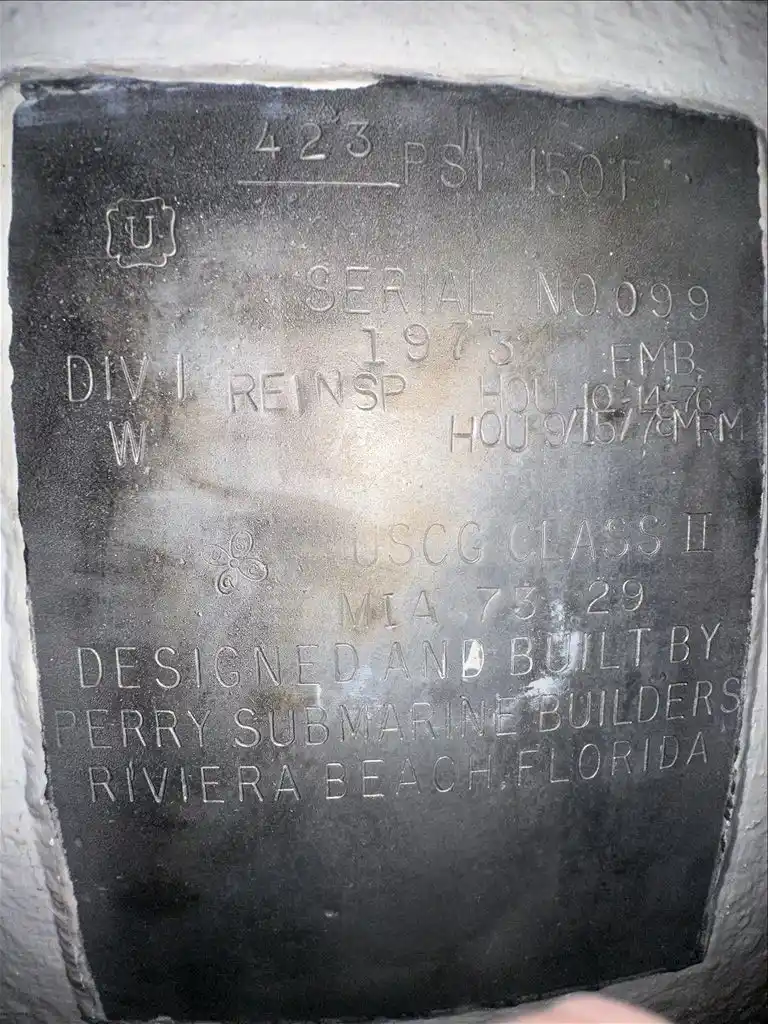 423 PSI 150°F
U
SERIAL NO. 099
1973 FMB
DIV 1 REINSP HOU 10-14-76
W HOU 9/15/78 MRM
USCG CLASS II
MIA 73 29
DESIGNED AND BUILT BY
PERRY SUBMARINE BUILDERS
RIVIERA BEACH, FLORIDA